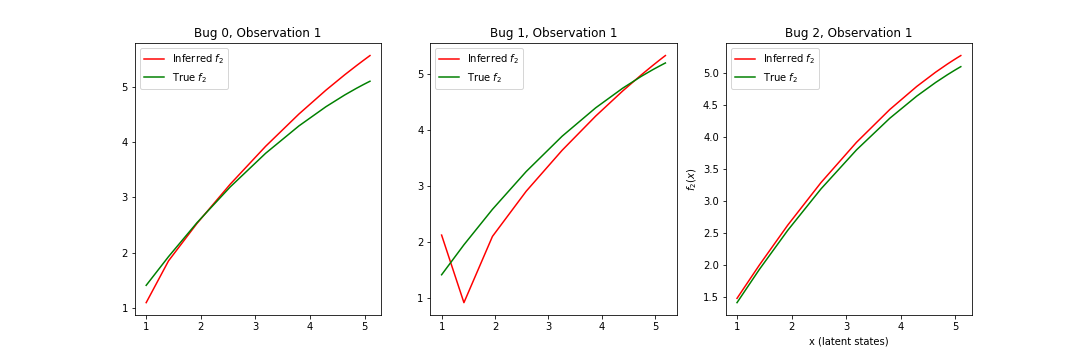 Bug 0, Observation 1
Inferred f₂
True f₂
5
4
3
2
1
1 2 3 4 5
Bug 1, Observation 1
Inferred f₂
True f₂
5
4
3
2
1
1 2 3 4 5
Bug 2, Observation 1
Inferred f₂
True f₂
f₂(x)
5.0
4.5
4.0
3.5
3.0
2.5
2.0
1.5
1 2 3 4 5
x (latent states)